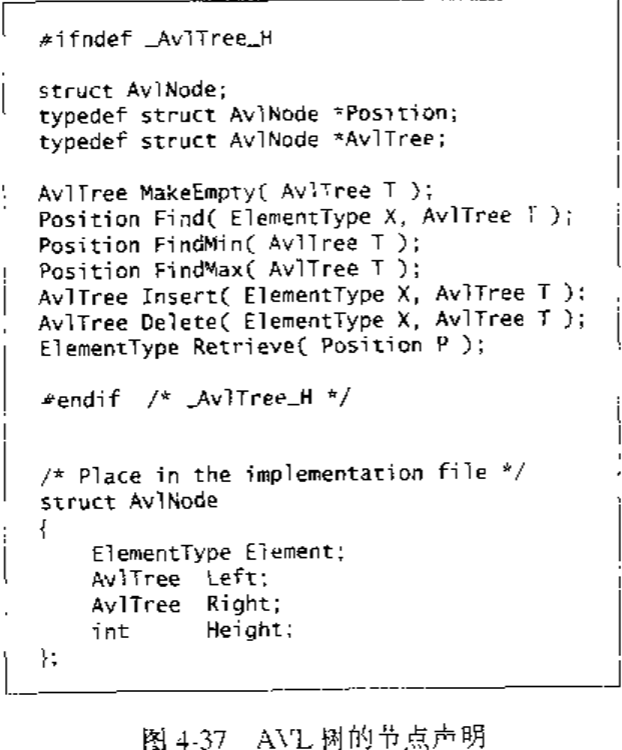 #ifndef _AvlTree_H
struct AvlNode;
typedef struct AvlNode *Position;
typedef struct AvlNode *AvlTree;
AvlTree MakeEmpty( AvlTree T );
Position Find( ElementType X, AvlTree T );
Position FindMin( AvlTree T );
Position FindMax( AvlTree T );
AvlTree Insert( ElementType X, AvlTree T );
AvlTree Delete( ElementType X, AvlTree T );
ElementType Retrieve( Position P );
#endif /* _AvlTree_H */
/* Place in the implementation file */
struct AvlNode
{
ElementType Element;
AvlTree Left;
AvlTree Right;
int Height;
};
图 4-37 AVL 树的节点声明